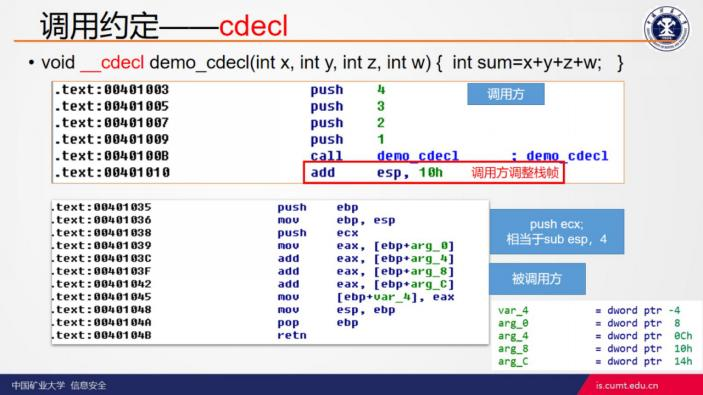 调用约定——cdecl
• void __cdecl demo_cdecl(int x, int y, int z, int w) { int sum=x+y+z+w; }
.text:00401003 push 4
.text:00401005 push 3
.text:00401007 push 2
.text:00401009 push 1
.text:0040100B call demo_cdecl ; demo_cdecl
.text:00401010 add esp, 10h 调用方调整栈帧
调用方
.text:00401035 push ebp
.text:00401036 mov ebp, esp
.text:00401038 push ecx
.text:00401039 mov eax, [ebp+arg_0]
.text:0040103C add eax, [ebp+arg_4]
.text:0040103F add eax, [ebp+arg_8]
.text:00401042 add eax, [ebp+arg_C]
.text:00401045 mov [ebp+var_4], eax
.text:00401048 mov esp, ebp
.text:0040104A pop ebp
.text:0040104B retn
push ecx;
相当于sub esp，4
被调用方
var_4 = dword ptr -4
arg_0 = dword ptr 8
arg_4 = dword ptr 0Ch
arg_8 = dword ptr 10h
arg_C = dword ptr 14h
中国矿业大学 信息安全
is.cumt.edu.cn